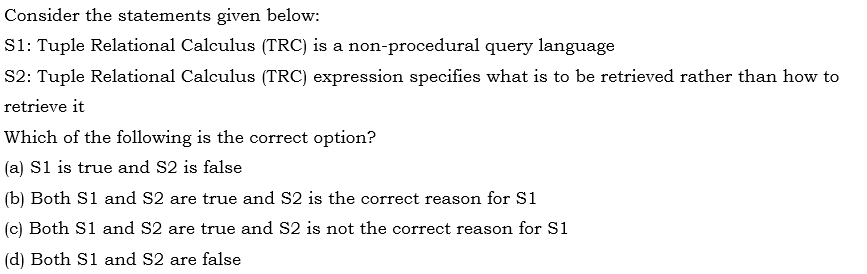 Consider the statements given below:
S1: Tuple Relational Calculus (TRC) is a non-procedural query language
S2: Tuple Relational Calculus (TRC) expression specifies what is to be retrieved rather than how to
retrieve it
Which of the following is the correct option?
(a) S1 is true and S2 is false
(b) Both S1 and S2 are true and S2 is the correct reason for S1
(c) Both S1 and S2 are true and S2 is not the correct reason for S1
(d) Both S1 and S2 are false